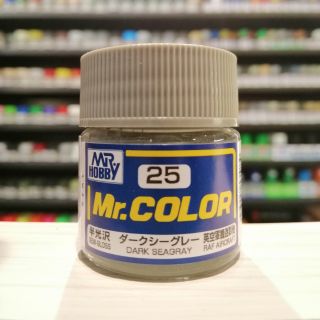 MR
HOBBY
25
Mr.COLOR
半光沢 ダークシーグレー
SEMI-GLOSS DARK SEAGRAY RAF AIRCRAFT